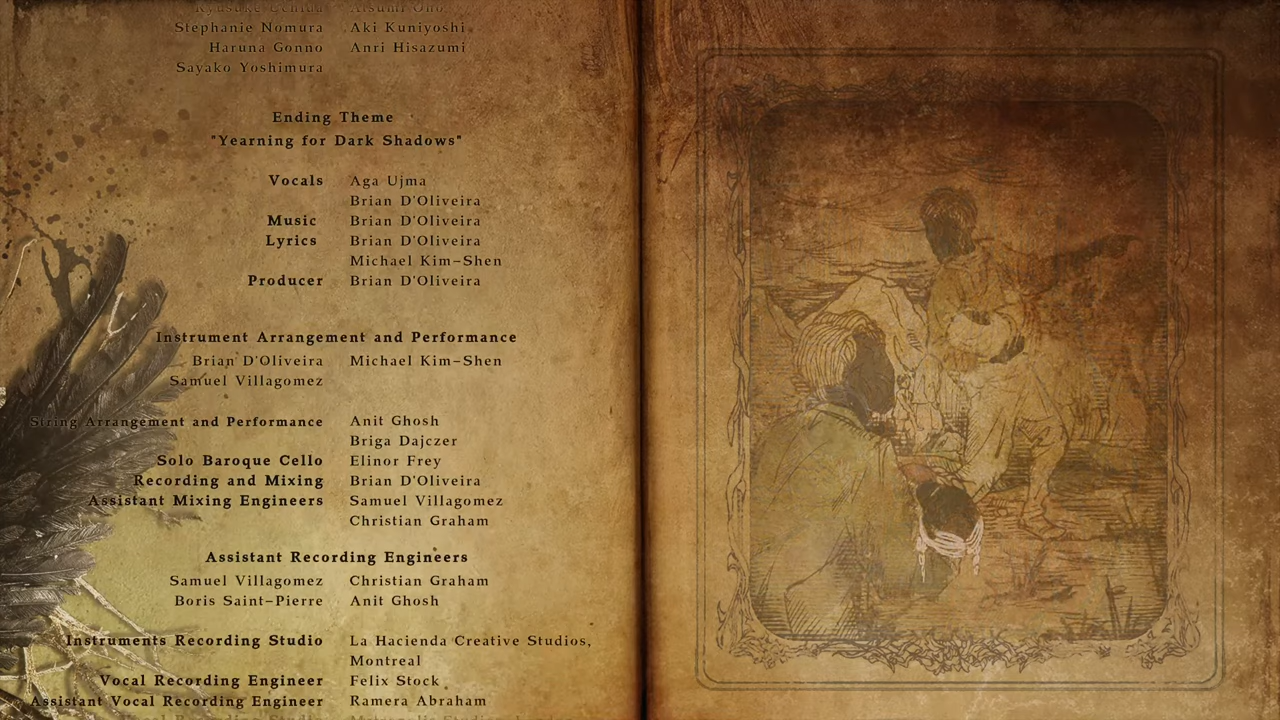 Ryusuke Uchida Atsumi Ono
Stephanie Nomura Aki Kuniyoshi
Haruna Gonno Anri Hisazumi
Sayako Yoshimura
Ending Theme
"Yearning for Dark Shadows"
Vocals Aga Ujma
Brian D'Oliveira
Music Brian D'Oliveira
Lyrics Brian D'Oliveira
Michael Kim-Shen
Producer Brian D'Oliveira
Instrument Arrangement and Performance
Brian D'Oliveira Michael Kim-Shen
Samuel Villagomez
String Arrangement and Performance Anit Ghosh
Briga Dajczer
Solo Baroque Cello Elinor Frey
Recording and Mixing Brian D'Oliveira
Assistant Mixing Engineers Samuel Villagomez
Christian Graham
Assistant Recording Engineers
Samuel Villagomez Christian Graham
Boris Saint-Pierre Anit Ghosh
Instruments Recording Studio La Hacienda Creative Studios,
Montreal
Vocal Recording Engineer Felix Stock
Assistant Vocal Recording Engineer Ramera Abraham